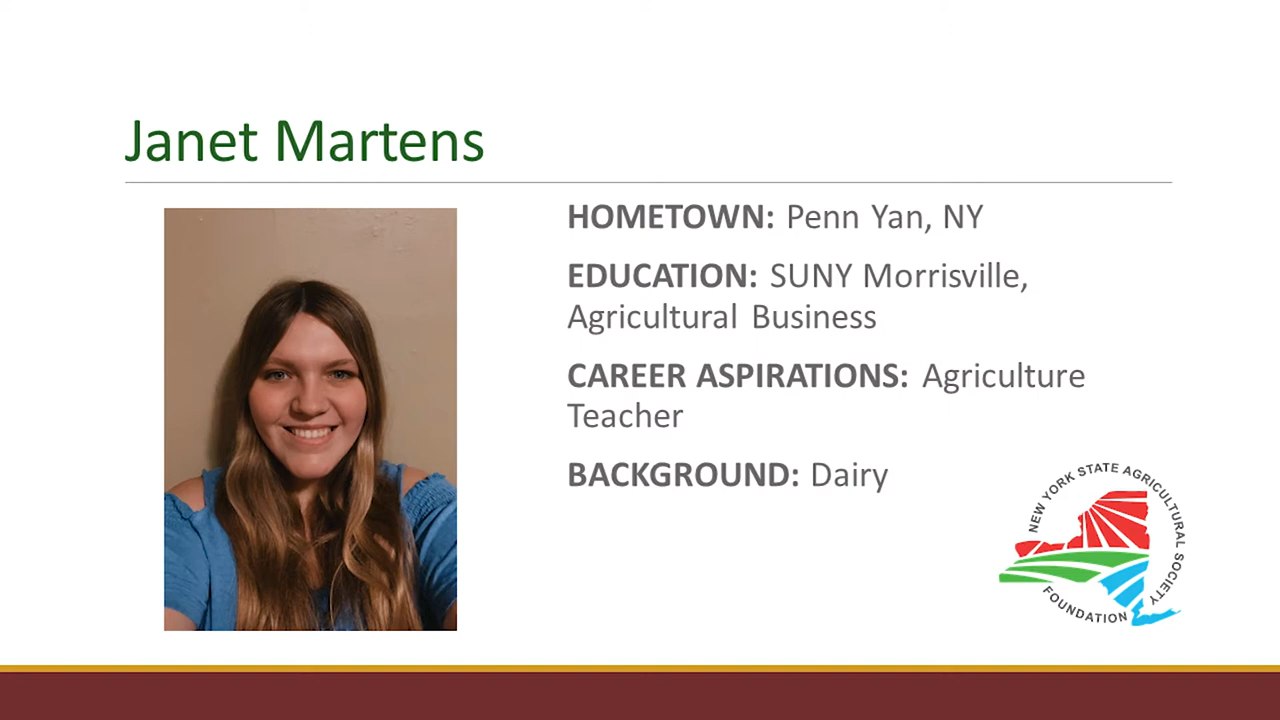 Janet Martens
HOMETOWN: Penn Yan, NY
EDUCATION: SUNY Morrisville,
Agricultural Business
CAREER ASPIRATIONS: Agriculture
Teacher
BACKGROUND: Dairy
NEW YORK STATE AGRICULTURAL SOCIETY
FOUNDATION